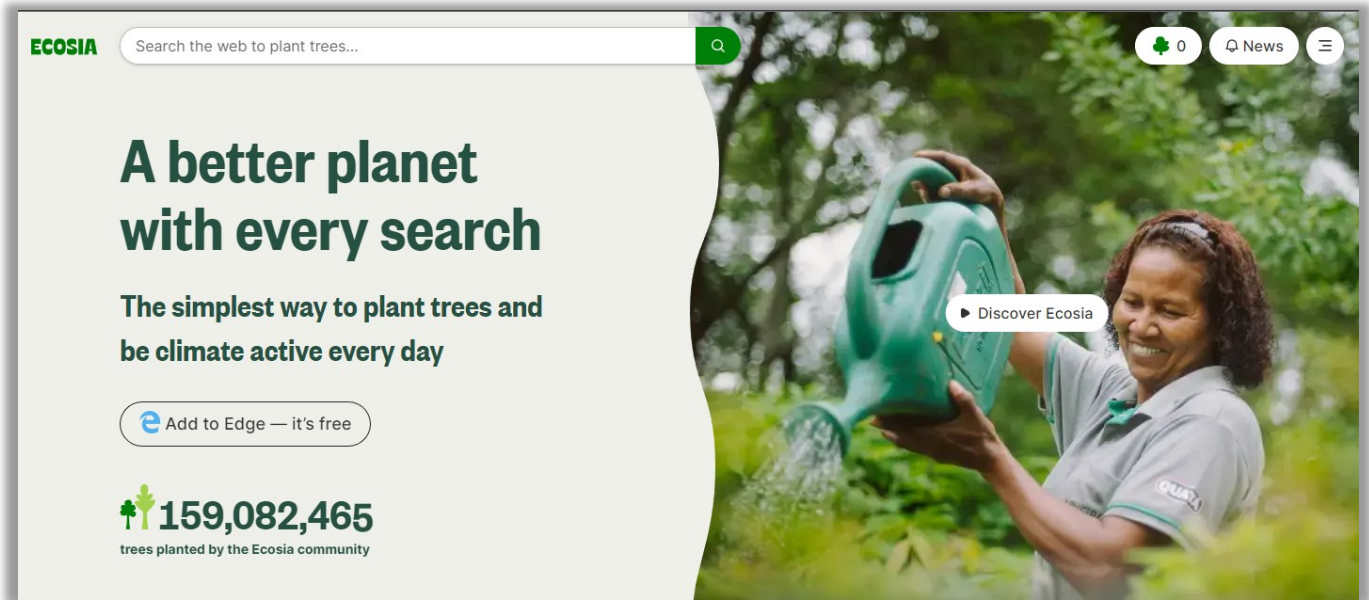 ECOSIA
Search the web to plant trees...
0
News
A better planet
with every search
The simplest way to plant trees and
be climate active every day
Discover Ecosia
Add to Edge — it's free
159,082,465
trees planted by the Ecosia community